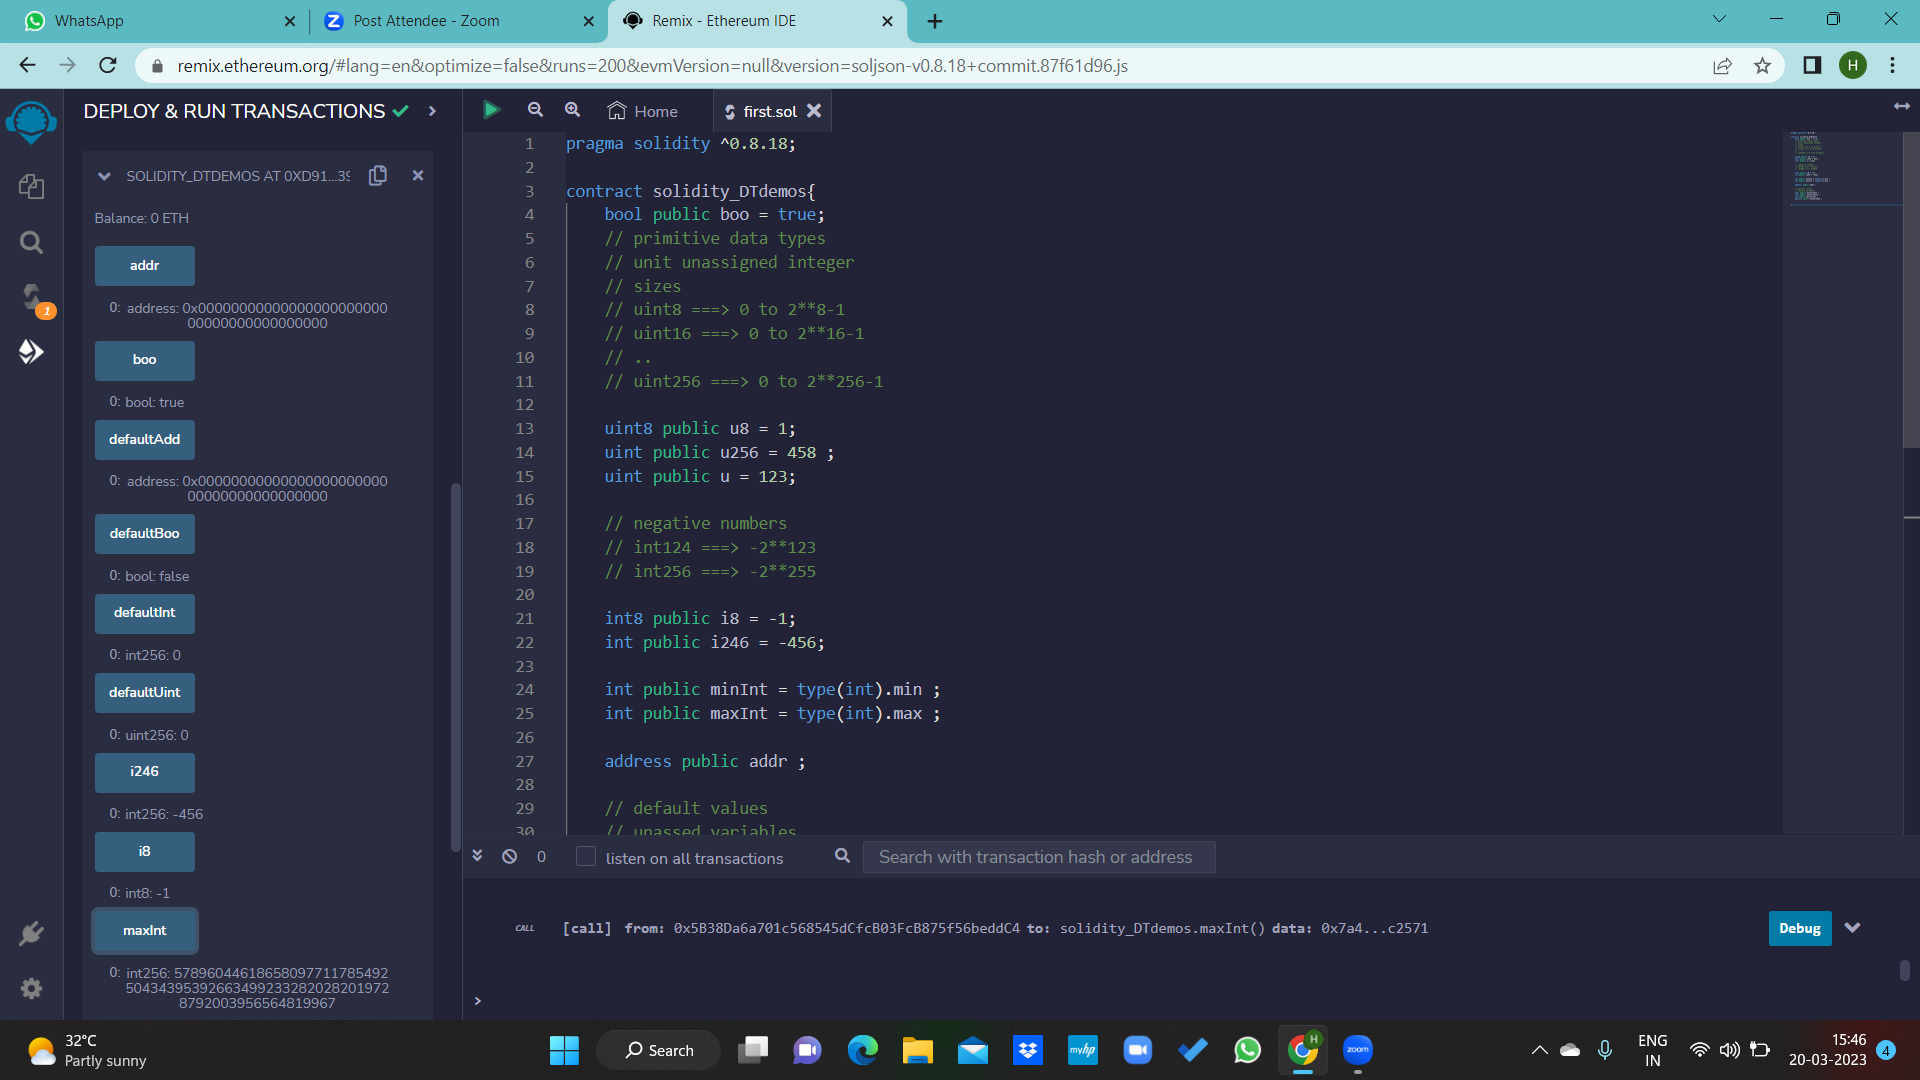 WhatsApp
Post Attendee - Zoom
Remix - Ethereum IDE
remix.ethereum.org/#lang=en&optimize=false&runs=200&evmVersion=null&version=soljson-v0.8.18+commit.87f61d96.js
H
DEPLOY & RUN TRANSACTIONS
SOLIDITY_DTDEMOS AT 0XD91...39
Balance: 0 ETH
addr
0: address: 0x00000000000000000000000
00000000000000000
boo
0: bool: true
defaultAdd
0: address: 0x00000000000000000000000
00000000000000000
defaultBoo
0: bool: false
defaultInt
0: int256: 0
defaultUint
0: uint256: 0
i246
0: int256: -456
i8
0: int8: -1
maxInt
0: int256: 57896044618658097711785492
50434395392663499233282028201972
8792003956564819967
1
Home
first.sol
1 pragma solidity ^0.8.18;
2
3 contract solidity_DTdemos{
4 bool public boo = true;
5 // primitive data types
6 // unit unassigned integer
7 // sizes
8 // uint8 ===> 0 to 2**8-1
9 // uint16 ===> 0 to 2**16-1
10 // ..
11 // uint256 ===> 0 to 2**256-1
12
13 uint8 public u8 = 1;
14 uint public u256 = 458 ;
15 uint public u = 123;
16
17 // negative numbers
18 // int124 ===> -2**123
19 // int256 ===> -2**255
20
21 int8 public i8 = -1;
22 int public i246 = -456;
23
24 int public minInt = type(int).min ;
25 int public maxInt = type(int).max ;
26
27 address public addr ;
28
29 // default values
30 // unassed variables
0 listen on all transactions Search with transaction hash or address
CALL [call] from: 0x5B38Da6a701c568545dCfcB03FcB875f56beddC4 to: solidity_DTdemos.maxInt() data: 0x7a4...c2571 Debug
>
32°C
Partly sunny
Search
myhp
H
zoom
ENG
IN
15:46
20-03-2023
4